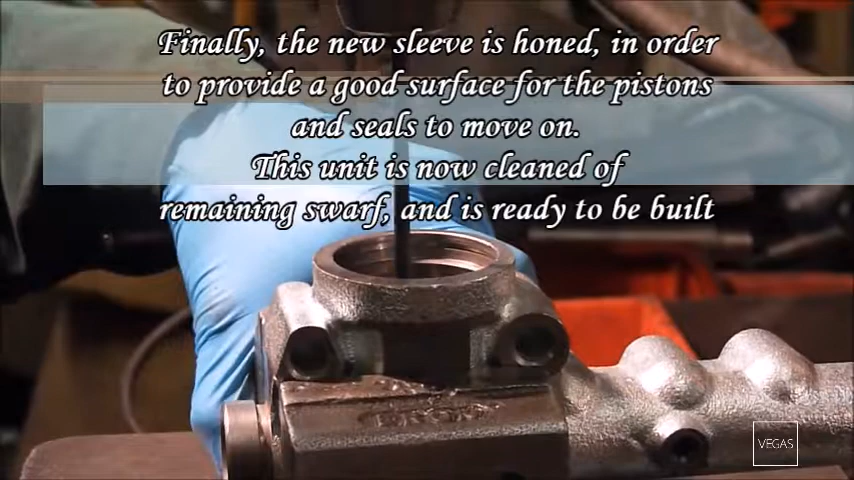 Finally, the new sleeve is honed, in order
to provide a good surface for the pistons
and seals to move on.
This unit is now cleaned of
remaining swarf, and is ready to be built
VEGAS